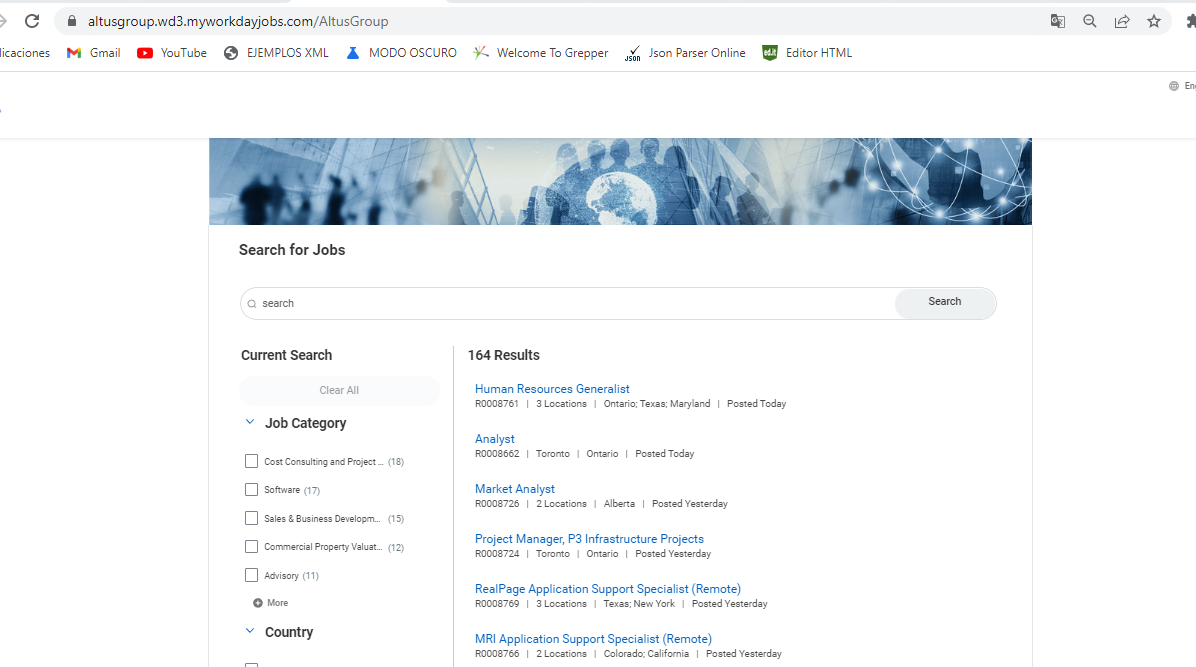 altusgroup.wd3.myworkdayjobs.com/AltusGroup
licaciones Gmail YouTube EJEMPLOS XML MODO OSCURO Welcome To Grepper JSON Json Parser Online ed.it Editor HTML
Eng
Search for Jobs
search Search
Current Search
Clear All
Job Category
Cost Consulting and Project ... (18)
Software (17)
Sales & Business Developm... (15)
Commercial Property Valuat... (12)
Advisory (11)
More
Country
164 Results
Human Resources Generalist
R0008761 | 3 Locations | Ontario; Texas; Maryland | Posted Today
Analyst
R0008662 | Toronto | Ontario | Posted Today
Market Analyst
R0008726 | 2 Locations | Alberta | Posted Yesterday
Project Manager, P3 Infrastructure Projects
R0008724 | Toronto | Ontario | Posted Yesterday
RealPage Application Support Specialist (Remote)
R0008769 | 3 Locations | Texas; New York | Posted Yesterday
MRI Application Support Specialist (Remote)
R0008766 | 2 Locations | Colorado; California | Posted Yesterday